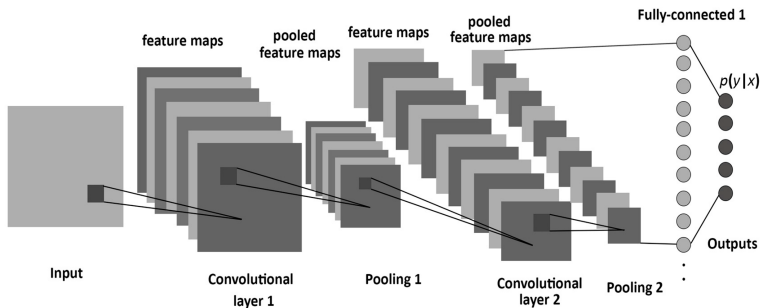 Fully-connected 1
feature maps
pooled
feature maps
feature maps
pooled
feature maps
p(y|x)
Input
Convolutional
layer 1
Pooling 1
Convolutional
layer 2
Pooling 2
Outputs